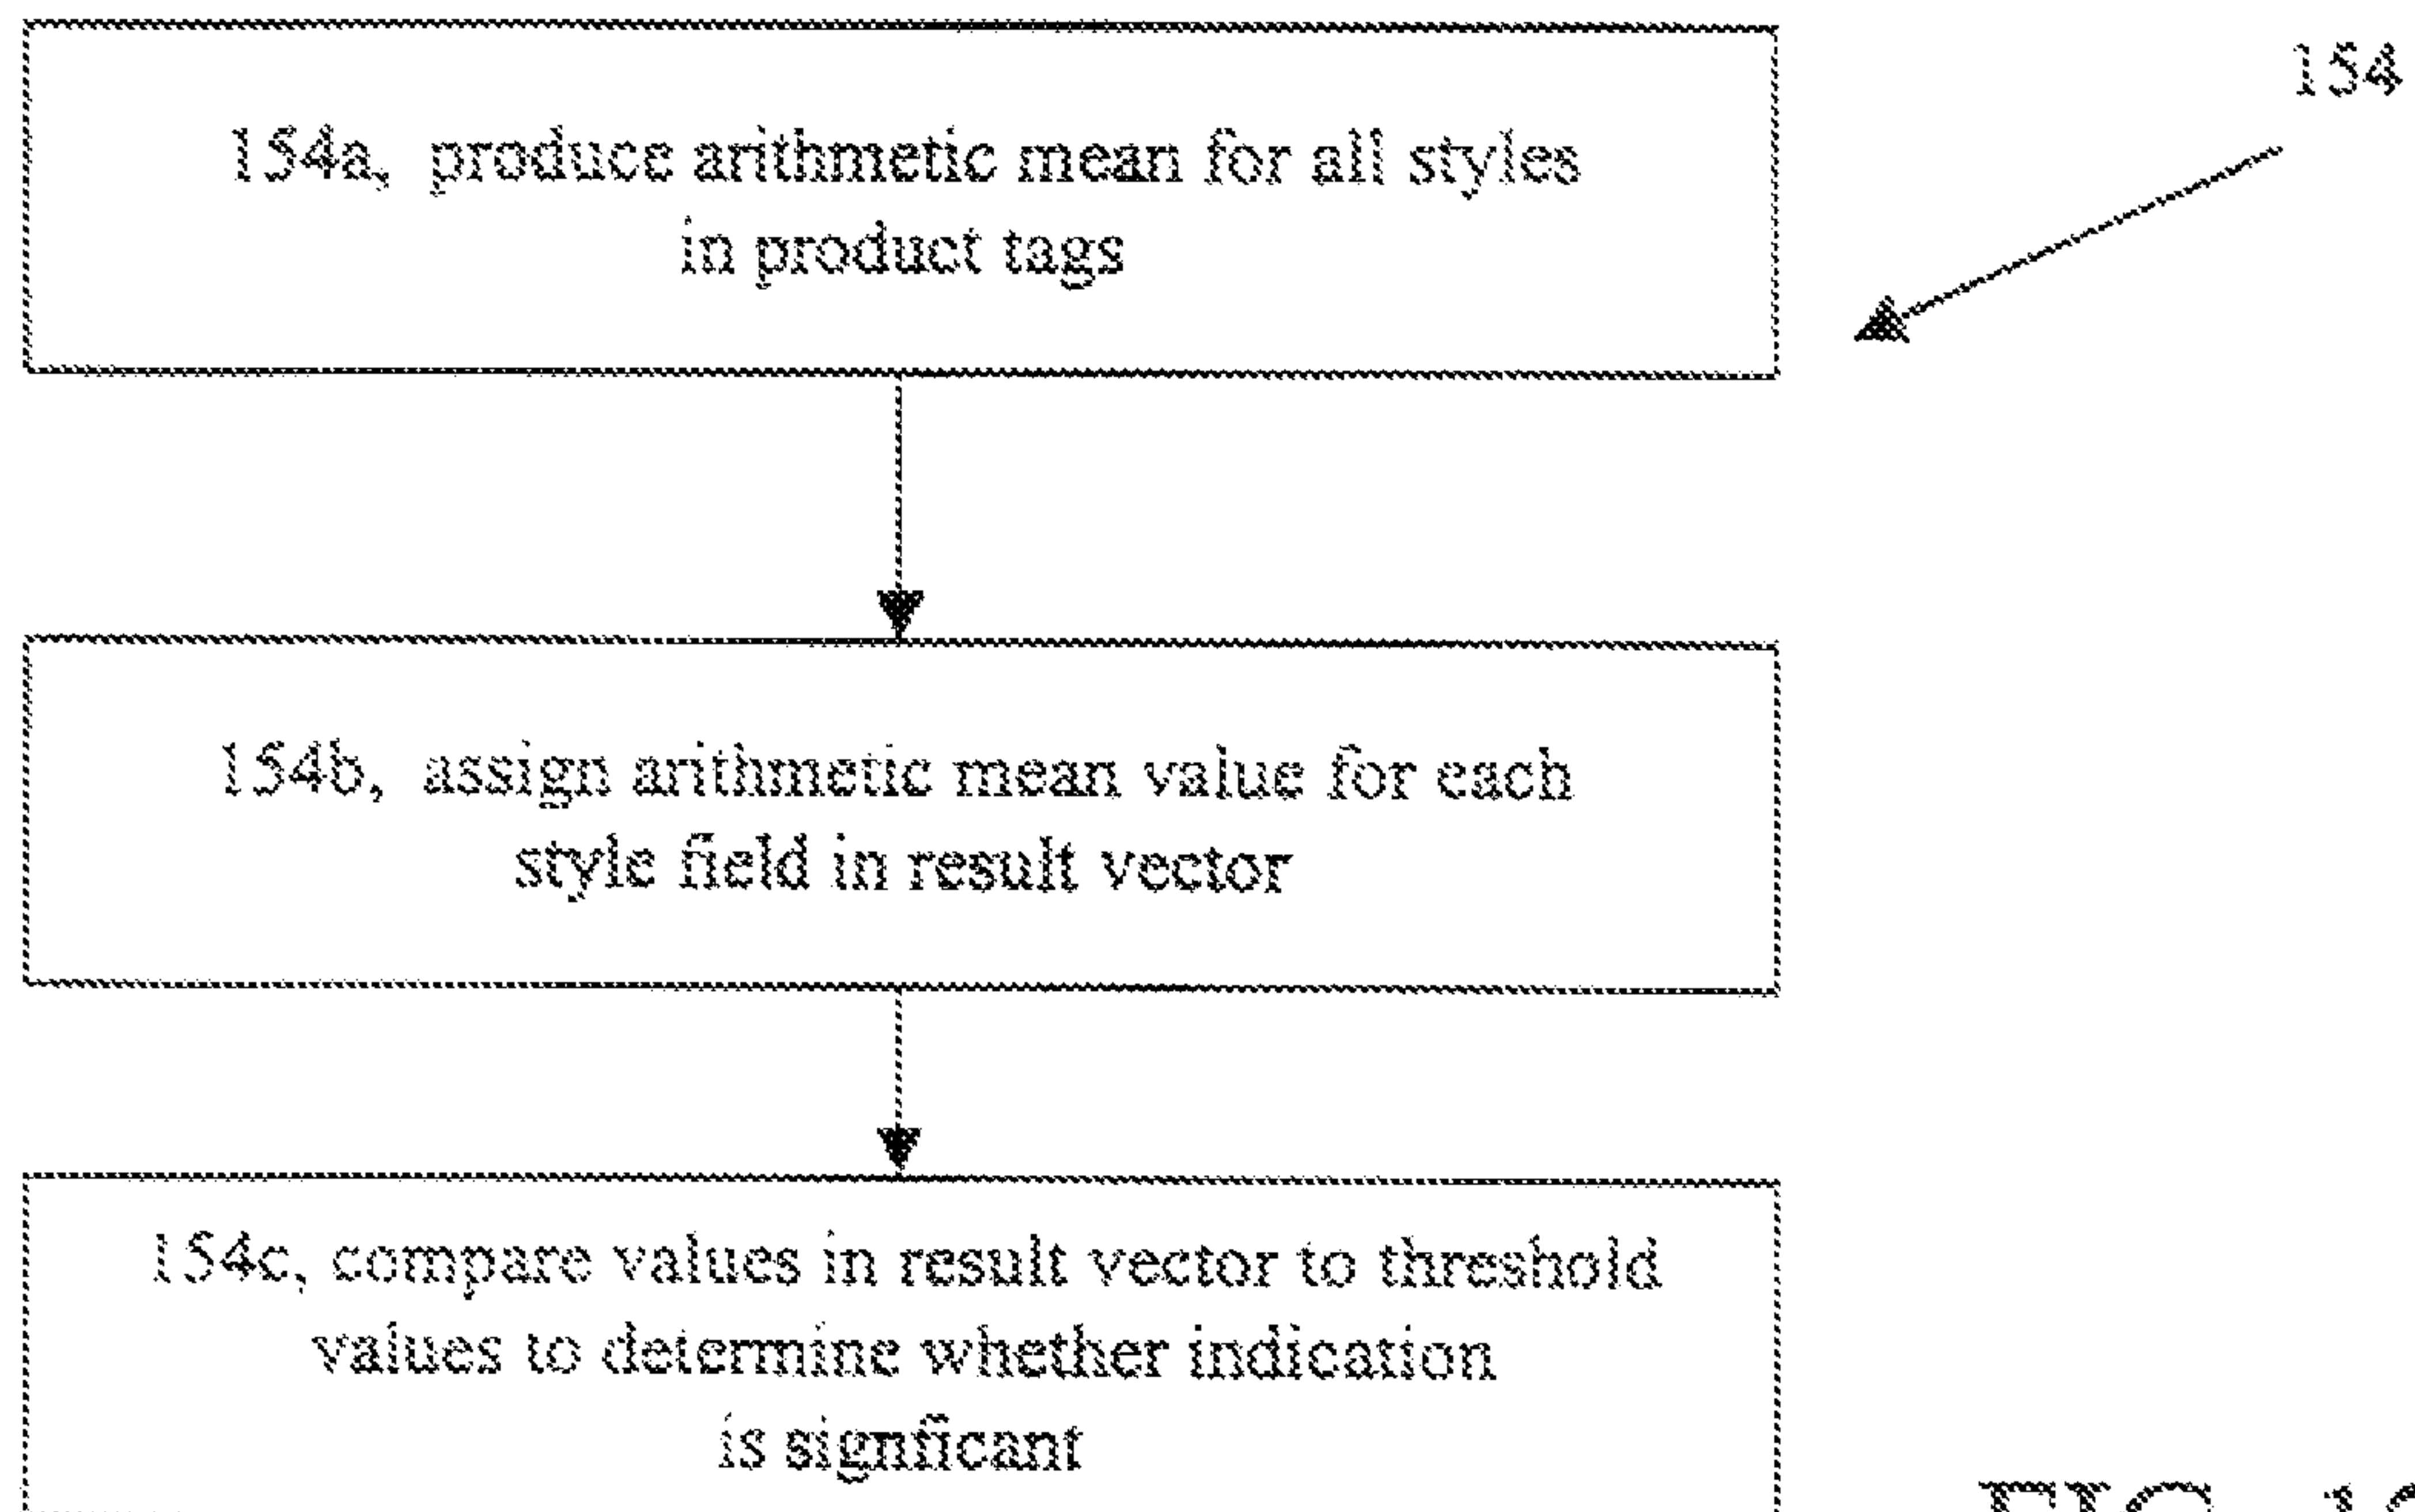 154
154a, produce arithmetic mean for all styles
in product tags
154b, assign arithmetic mean value for each
style field in result vector
154c, compare values in result vector to threshold
values to determine whether indication
is signficant
FIG.